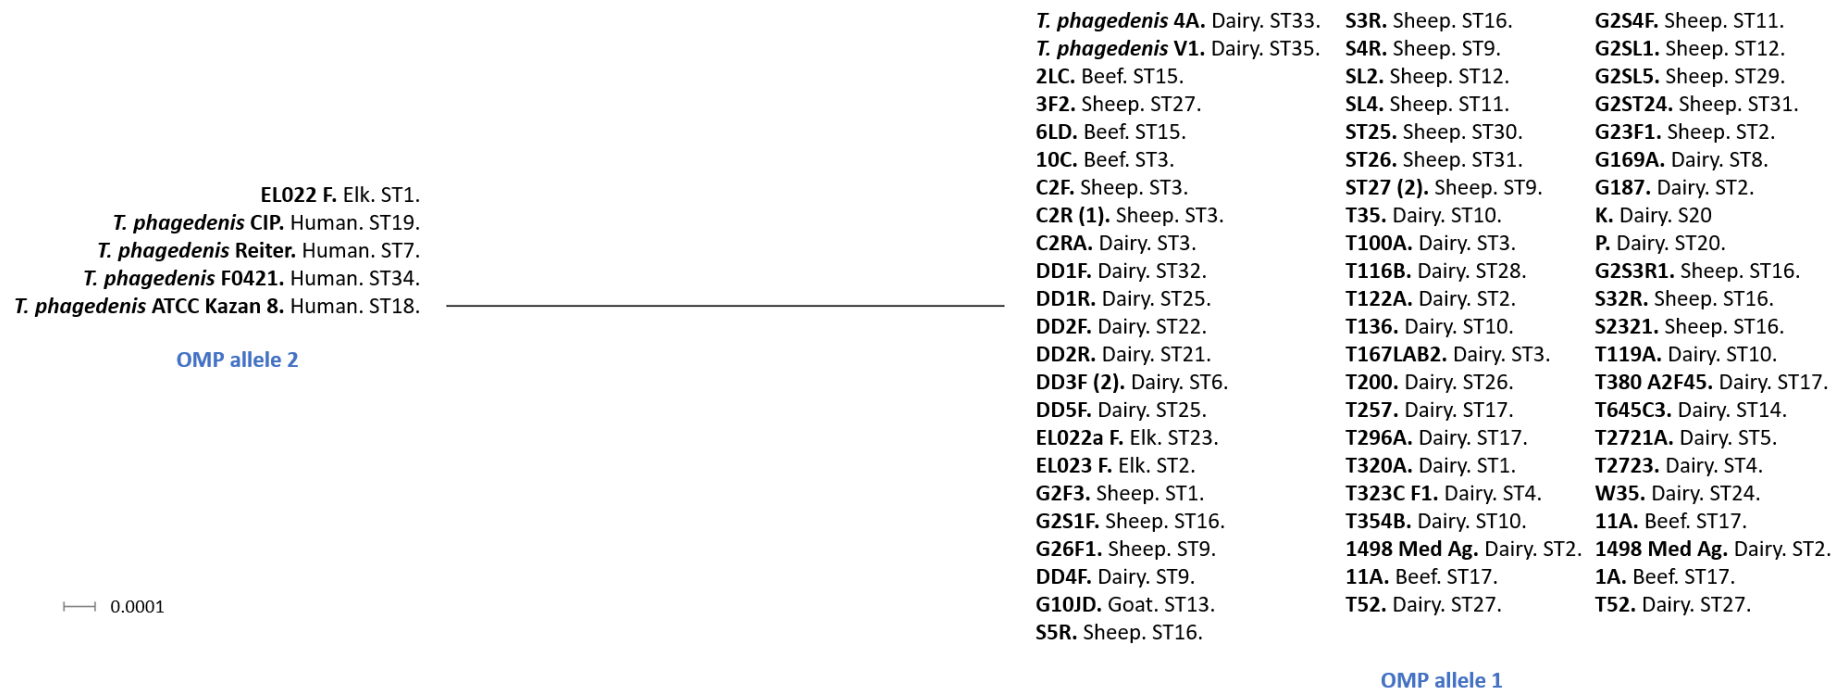 EL022 F. Elk. ST1.
T. phagedenis CIP. Human. ST19.
T. phagedenis Reiter. Human. ST7.
T. phagedenis F0421. Human. ST34.
T. phagedenis ATCC Kazan 8. Human. ST18.
OMP allele 2
0.0001
T. phagedenis 4A. Dairy. ST33.
T. phagedenis V1. Dairy. ST35.
2LC. Beef. ST15.
3F2. Sheep. ST27.
6LD. Beef. ST15.
10C. Beef. ST3.
C2F. Sheep. ST3.
C2R (1). Sheep. ST3.
C2RA. Dairy. ST3.
DD1F. Dairy. ST32.
DD1R. Dairy. ST25.
DD2F. Dairy. ST22.
DD2R. Dairy. ST21.
DD3F (2). Dairy. ST6.
DD5F. Dairy. ST25.
EL022a F. Elk. ST23.
EL023 F. Elk. ST2.
G2F3. Sheep. ST1.
G2S1F. Sheep. ST16.
G26F1. Sheep. ST9.
DD4F. Dairy. ST9.
G10JD. Goat. ST13.
S5R. Sheep. ST16.
S3R. Sheep. ST16.
S4R. Sheep. ST9.
SL2. Sheep. ST12.
SL4. Sheep. ST11.
ST25. Sheep. ST30.
ST26. Sheep. ST31.
ST27 (2). Sheep. ST9.
T35. Dairy. ST10.
T100A. Dairy. ST3.
T116B. Dairy. ST28.
T122A. Dairy. ST2.
T136. Dairy. ST10.
T167LAB2. Dairy. ST3.
T200. Dairy. ST26.
T257. Dairy. ST17.
T296A. Dairy. ST17.
T320A. Dairy. ST1.
T323C F1. Dairy. ST4.
T354B. Dairy. ST10.
1498 Med Ag. Dairy. ST2.
11A. Beef. ST17.
T52. Dairy. ST27.
G2S4F. Sheep. ST11.
G2SL1. Sheep. ST12.
G2SL5. Sheep. ST29.
G2ST24. Sheep. ST31.
G23F1. Sheep. ST2.
G169A. Dairy. ST8.
G187. Dairy. ST2.
K. Dairy. S20
P. Dairy. ST20.
G2S3R1. Sheep. ST16.
S32R. Sheep. ST16.
S2321. Sheep. ST16.
T119A. Dairy. ST10.
T380 A2F45. Dairy. ST17.
T645C3. Dairy. ST14.
T2721A. Dairy. ST5.
T2723. Dairy. ST4.
W35. Dairy. ST24.
11A. Beef. ST17.
1498 Med Ag. Dairy. ST2.
1A. Beef. ST17.
T52. Dairy. ST27.
OMP allele 1